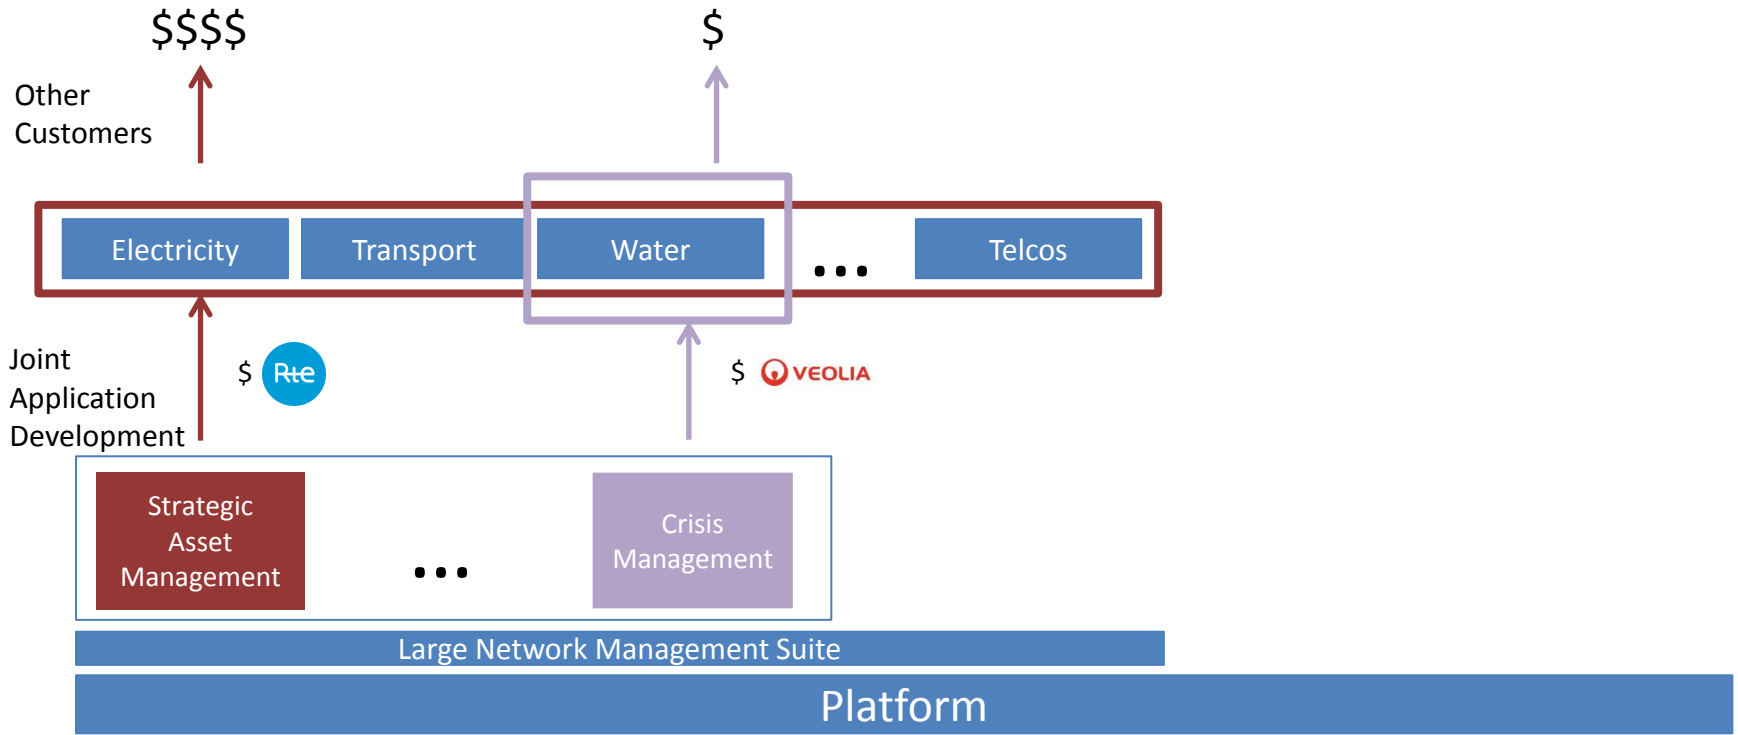 $$$$
$
Other
Customers
Electricity
Transport
Water
...
Telcos
Joint
Application
Development
$ Rte
$ VEOLIA
Strategic
Asset
Management
...
Crisis
Management
Large Network Management Suite
Platform